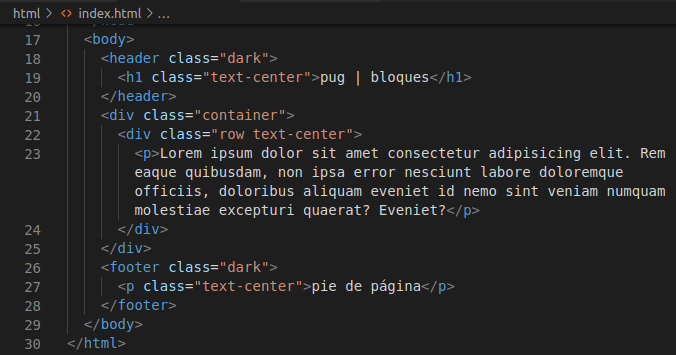 html > index.html > ...
17 <body>
18 <header class="dark">
19 <h1 class="text-center">pug | bloques</h1>
20 </header>
21 <div class="container">
22 <div class="row text-center">
23 <p>Lorem ipsum dolor sit amet consectetur adipisicing elit. Rem
eaque quibusdam, non ipsa error nesciunt labore doloremque
officiis, doloribus aliquam eveniet id nemo sint veniam numquam
molestiae excepturi quaerat? Eveniet?</p>
24 </div>
25 </div>
26 <footer class="dark">
27 <p class="text-center">pie de página</p>
28 </footer>
29 </body>
30 </html>